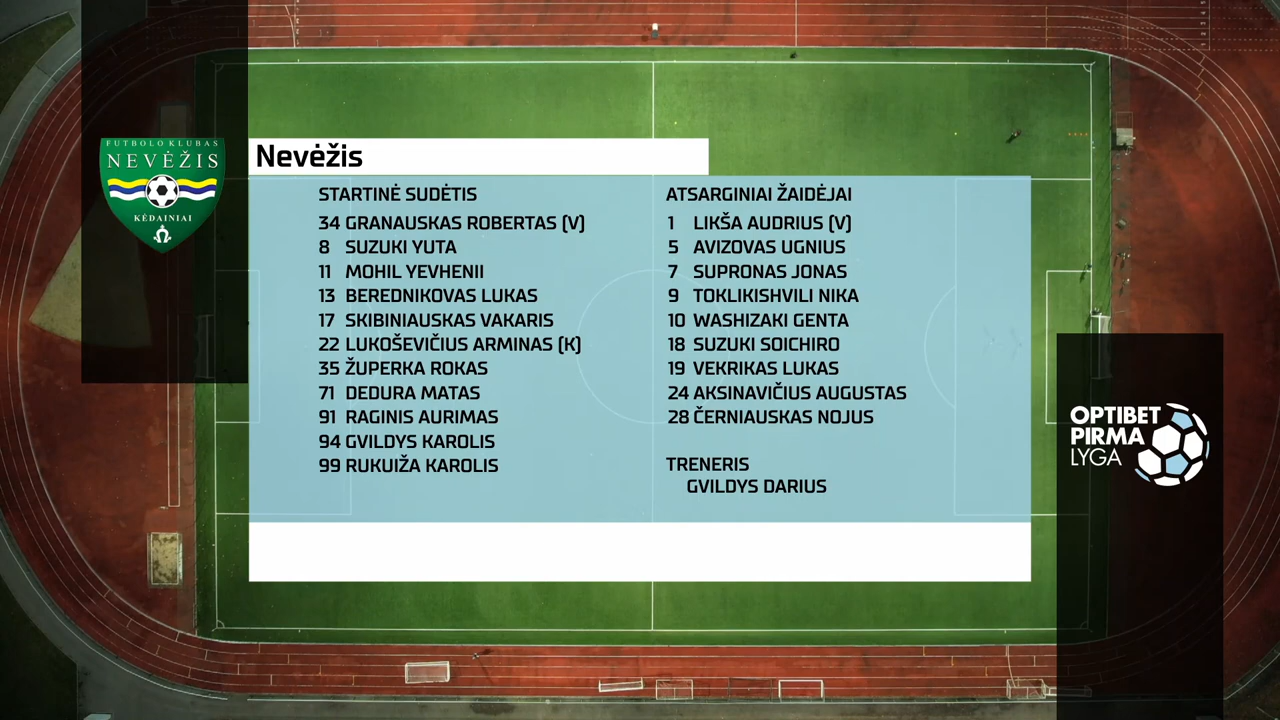 FUTBOLO KLUBAS
NEVĖŽIS
KĖDAINIAI
Nevėžis
STARTINĖ SUDĖTIS
34 GRANAUSKAS ROBERTAS (V)
8 SUZUKI YUTA
11 MOHIL YEVHENII
13 BEREDNIKOVAS LUKAS
17 SKIBINIAUSKAS VAKARIS
22 LUKOŠEVIČIUS ARMINAS (K)
35 ŽUPERKA ROKAS
71 DEDURA MATAS
91 RAGINIS AURIMAS
94 GVILDYS KAROLIS
99 RUKUIŽA KAROLIS
ATSARGINIAI ŽAIDĖJAI
1 LIKŠA AUDRIUS (V)
5 AVIZOVAS UGNIUS
7 SUPRONAS JONAS
9 TOKLIKISHVILI NIKA
10 WASHIZAKI GENTA
18 SUZUKI SOICHIRO
19 VEKRIKAS LUKAS
24 AKSINAVIČIUS AUGUSTAS
28 ČERNIAUSKAS NOJUS
TRENERIS
GVILDYS DARIUS
OPTIBET
PIRMA
LYGA